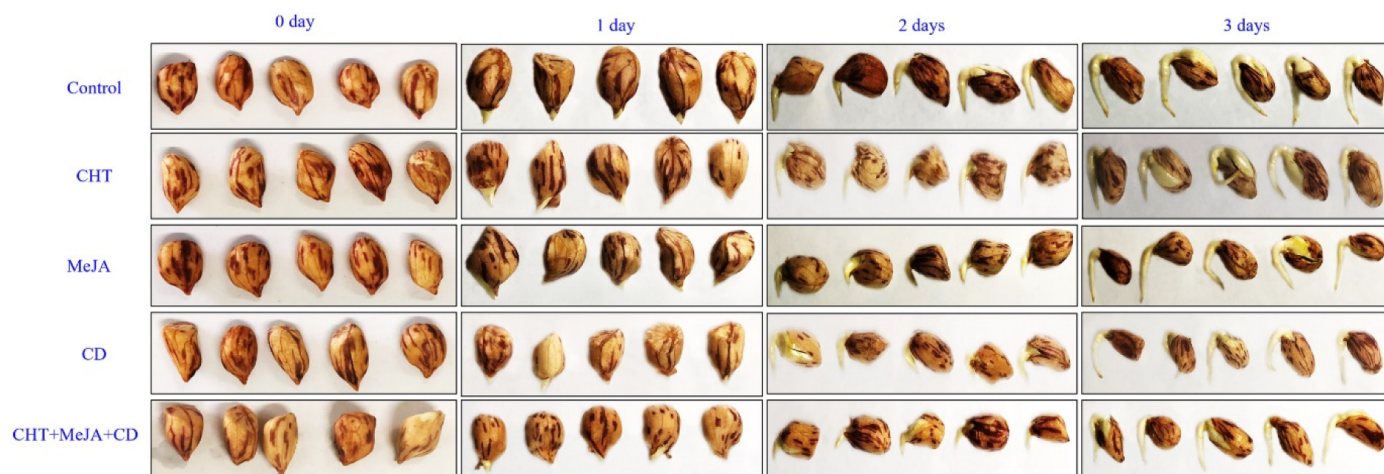 0 day
1 day
2 days
3 days
Control
CHT
MeJA
CD
CHT+MeJA+CD